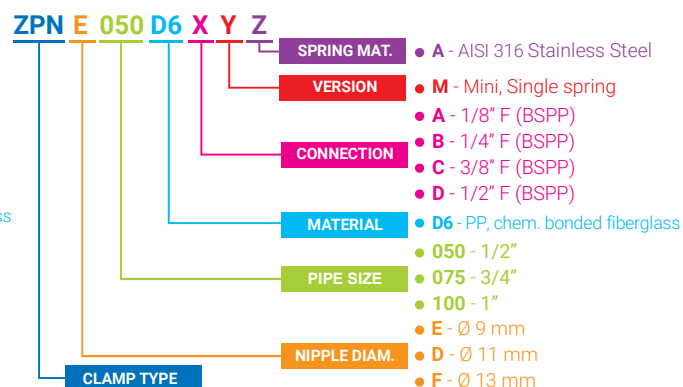 ZPN E 050 D6 X Y Z
SPRING MAT.
● A - AISI 316 Stainless Steel
VERSION
● M - Mini, Single spring
CONNECTION
● A - 1/8” F (BSPP)
● B - 1/4” F (BSPP)
● C - 3/8” F (BSPP)
● D - 1/2” F (BSPP)
MATERIAL
● D6 - PP, chem. bonded fiberglass
PIPE SIZE
● 050 - 1/2”
● 075 - 3/4”
● 100 - 1”
NIPPLE DIAM.
● E - Ø 9 mm
● D - Ø 11 mm
● F - Ø 13 mm
CLAMP TYPE